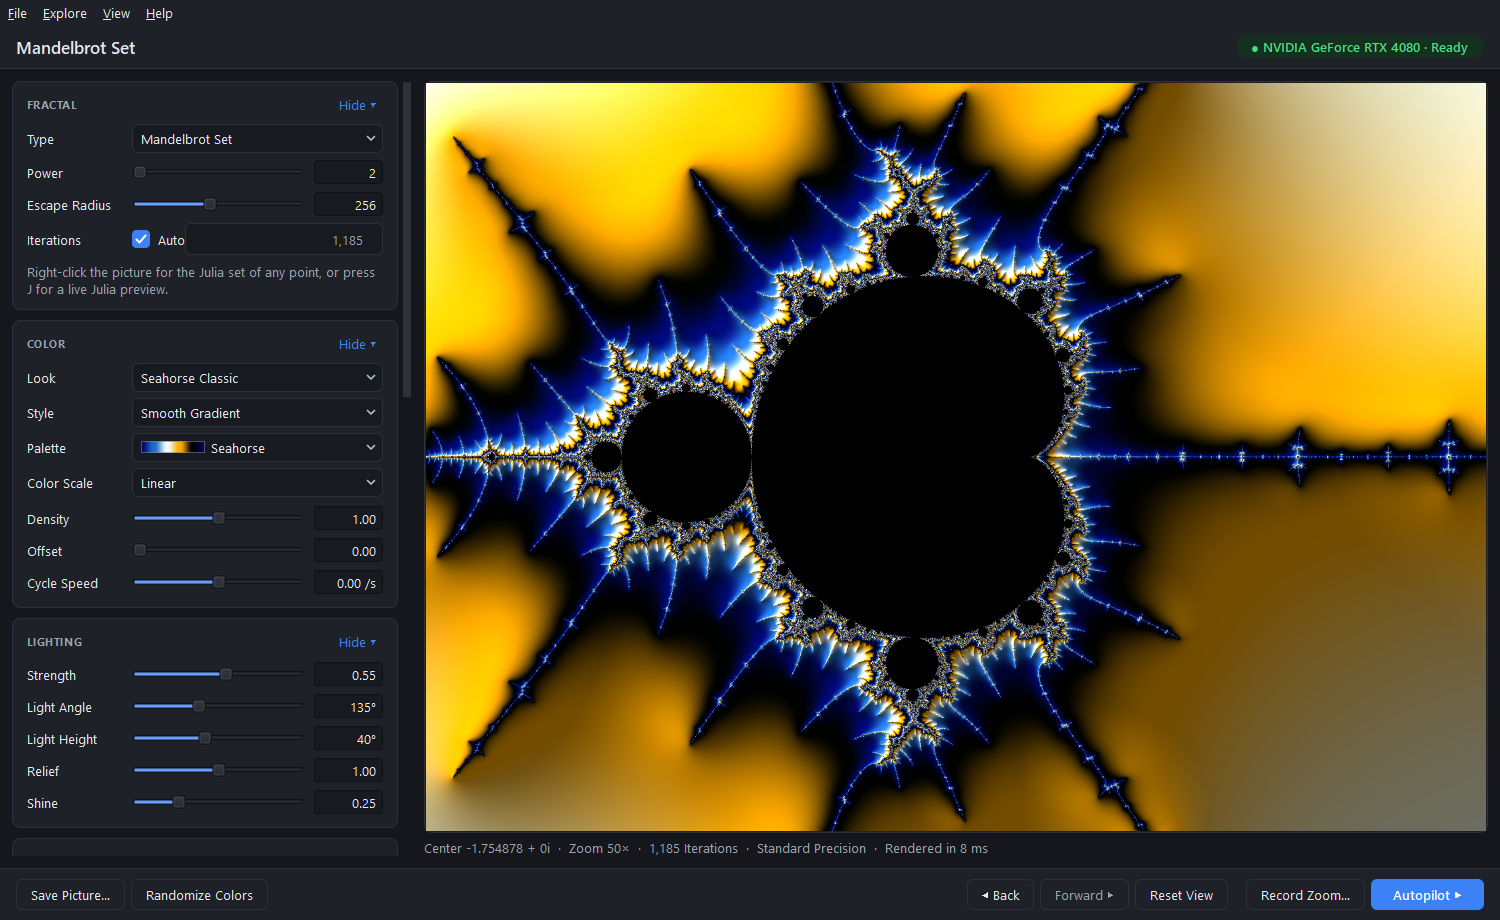 File Explore View Help
Mandelbrot Set
● NVIDIA GeForce RTX 4080 · Ready
FRACTAL Hide ▾
Type Mandelbrot Set
Power 2
Escape Radius 256
Iterations Auto 1,185
Right-click the picture for the Julia set of any point, or press
J for a live Julia preview.
COLOR Hide ▾
Look Seahorse Classic
Style Smooth Gradient
Palette Seahorse
Color Scale Linear
Density 1.00
Offset 0.00
Cycle Speed 0.00 /s
LIGHTING Hide ▾
Strength 0.55
Light Angle 135°
Light Height 40°
Relief 1.00
Shine 0.25
Center -1.754878 + 0i · Zoom 50× · 1,185 Iterations · Standard Precision · Rendered in 8 ms
Save Picture... Randomize Colors ◂ Back Forward ▸ Reset View Record Zoom... Autopilot ▸